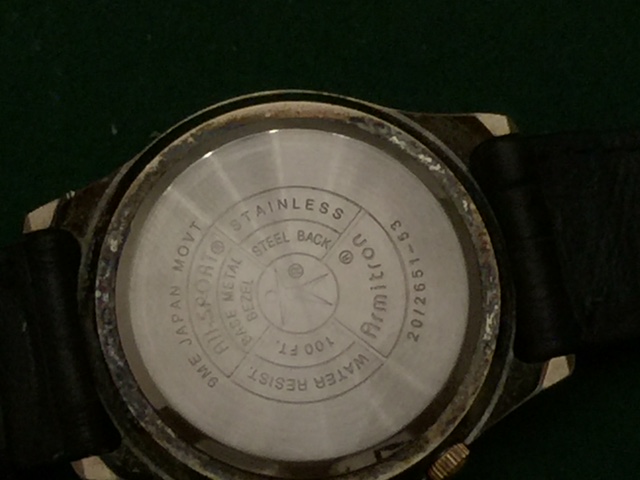 STAINLESS
STEEL BACK
Armitron®
20/2651-53
WATER RESIST.
100 FT.
All-SPORT®
BASE METAL
BEZEL
9ME JAPAN MOVT